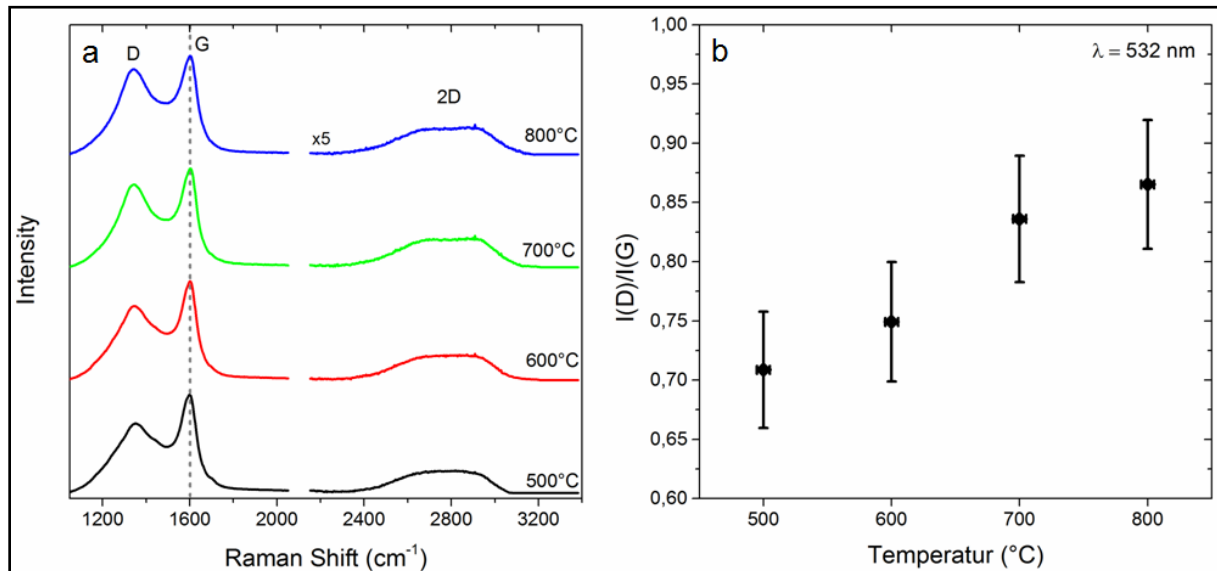 a
D
G
x5
2D
800°C
700°C
600°C
500°C
Intensity
1200
1600
2000
2400
2800
3200
Raman Shift (cm⁻¹)
b
λ = 532 nm
1,00
0,95
0,90
0,85
0,80
0,75
0,70
0,65
0,60
I(D)/I(G)
500
600
700
800
Temperatur (°C)